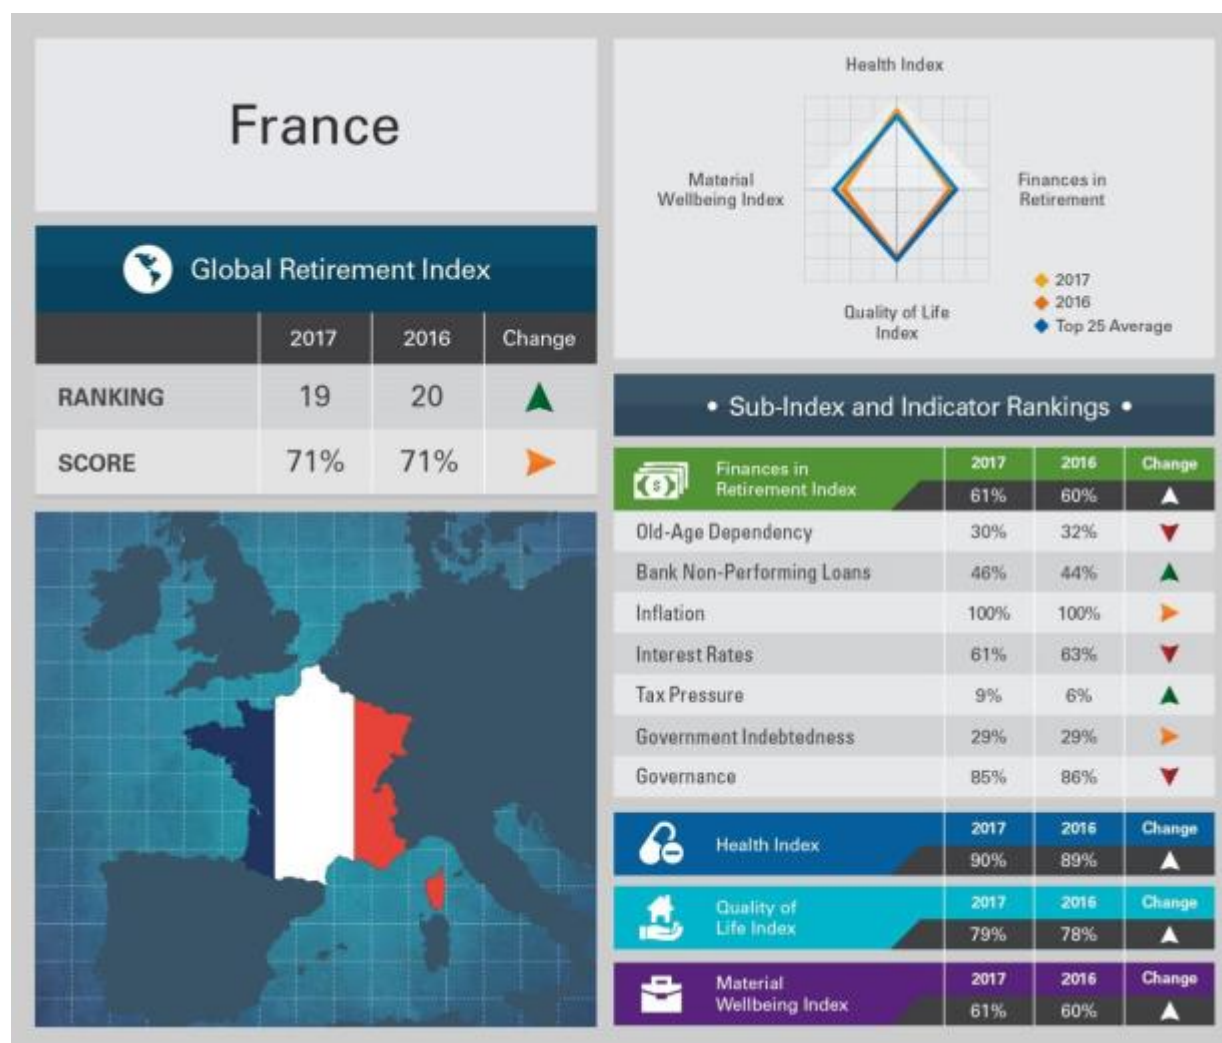 France
Global Retirement Index
2017 2016 Change
RANKING 19 20
SCORE 71% 71%
Health Index
Material
Wellbeing Index
Finances in
Retirement
Quality of Life
Index
2017
2016
Top 25 Average
• Sub-Index and Indicator Rankings •
Finances in
Retirement Index
2017 2016 Change
61% 60%
Old-Age Dependency 30% 32%
Bank Non-Performing Loans 46% 44%
Inflation 100% 100%
Interest Rates 61% 63%
Tax Pressure 9% 6%
Government Indebtedness 29% 29%
Governance 85% 86%
Health Index
2017 2016 Change
90% 89%
Quality of
Life Index
2017 2016 Change
79% 78%
Material
Wellbeing Index
2017 2016 Change
61% 60%